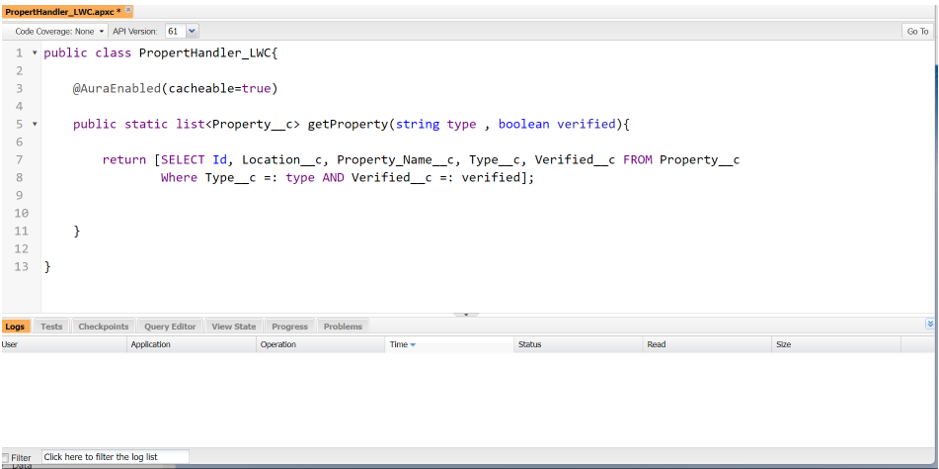 PropertHandler_LWC.apxc *
Code Coverage: None API Version: 61 Go To
1 public class PropertHandler_LWC{
2
3 @AuraEnabled(cacheable=true)
4
5 public static list<Property__c> getProperty(string type , boolean verified){
6
7 return [SELECT Id, Location__c, Property_Name__c, Type__c, Verified__c FROM Property__c
8 Where Type__c =: type AND Verified__c =: verified];
9
10
11 }
12
13 }
Logs Tests Checkpoints Query Editor View State Progress Problems
User Application Operation Time Status Read Size
Filter Click here to filter the log list
Data